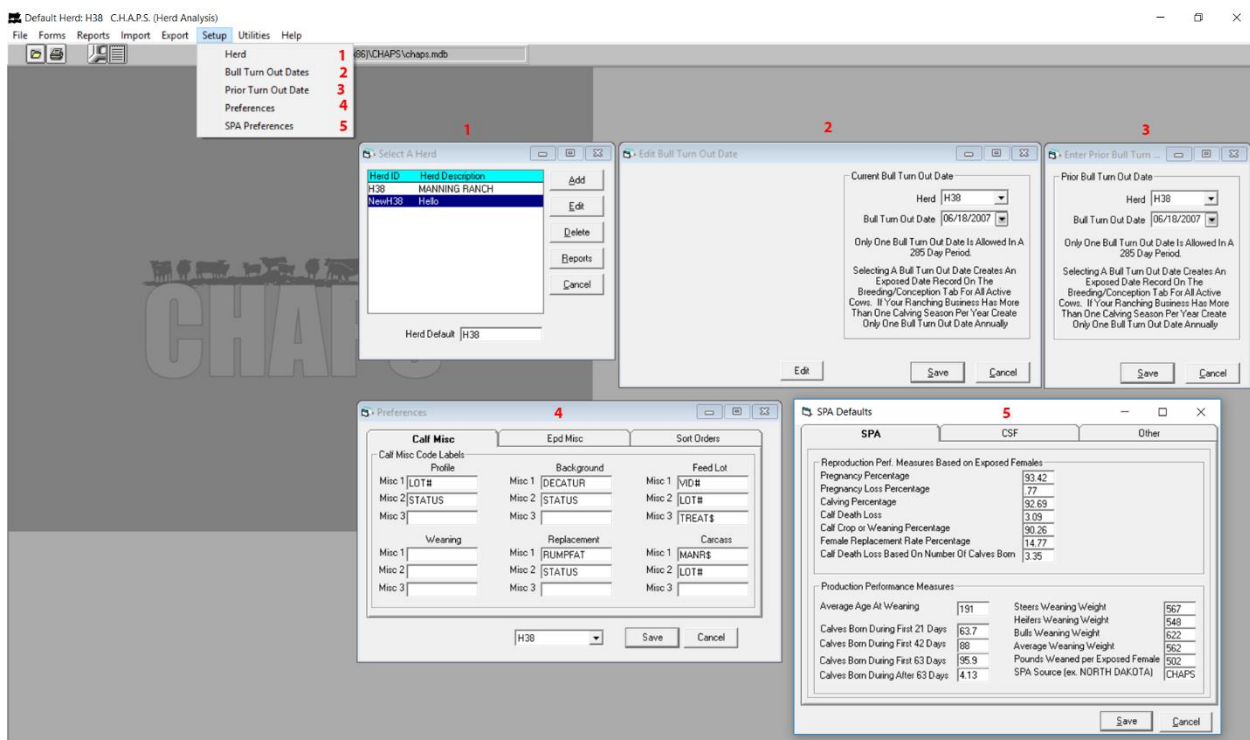 Default Herd: H38 C.H.A.P.S. (Herd Analysis)
File Forms Reports Import Export Setup Utilities Help
86)\CHAPS\chaps.mdb
Herd 1
Bull Turn Out Dates 2
Prior Turn Out Date 3
Preferences 4
SPA Preferences 5
CHAPS
1
Select A Herd
Herd ID Herd Description
H38 MANNING RANCH
NewH38 Hello
Add
Edit
Delete
Reports
Cancel
Herd Default H38
2
Edit Bull Turn Out Date
Current Bull Turn Out Date
Herd H38
Bull Turn Out Date 06/18/2007
Only One Bull Turn Out Date Is Allowed In A
285 Day Period.
Selecting A Bull Turn Out Date Creates An
Exposed Date Record On The
Breeding/Conception Tab For All Active
Cows. If Your Ranching Business Has More
Than One Calving Season Per Year Create
Only One Bull Turn Out Date Annually
Edit Save Cancel
3
Enter Prior Bull Turn ...
Prior Bull Turn Out Date
Herd H38
Bull Turn Out Date 06/18/2007
Only One Bull Turn Out Date Is Allowed In A
285 Day Period.
Selecting A Bull Turn Out Date Creates An
Exposed Date Record On The
Breeding/Conception Tab For All Active
Cows. If Your Ranching Business Has More
Than One Calving Season Per Year Create
Only One Bull Turn Out Date Annually
Save Cancel
Preferences 4
Calf Misc Epd Misc Sort Orders
Calf Misc Code Labels
Profile Background Feed Lot
Misc 1 LOT# Misc 1 DECATUR Misc 1 VID#
Misc 2 STATUS Misc 2 STATUS Misc 2 LOT#
Misc 3 Misc 3 Misc 3 TREAT$
Weaning Replacement Carcass
Misc 1 Misc 1 RUMPFAT Misc 1 MANR$
Misc 2 Misc 2 STATUS Misc 2 LOT#
Misc 3 Misc 3 Misc 3
H38 Save Cancel
SPA Defaults 5
SPA CSF Other
Reproduction Perf. Measures Based on Exposed Females
Pregnancy Percentage 93.42
Pregnancy Loss Percentage .77
Calving Percentage 92.69
Calf Death Loss 3.09
Calf Crop or Weaning Percentage 90.26
Female Replacement Rate Percentage 14.77
Calf Death Loss Based On Number Of Calves Born 3.35
Production Performance Measures
Average Age At Weaning 191
Calves Born During First 21 Days 63.7
Calves Born During First 42 Days 88
Calves Born During First 63 Days 95.9
Calves Born During After 63 Days 4.13
Steers Weaning Weight 567
Heifers Weaning Weight 548
Bulls Weaning Weight 622
Average Weaning Weight 562
Pounds Weaned per Exposed Female 502
SPA Source (ex. NORTH DAKOTA) CHAPS
Save Cancel